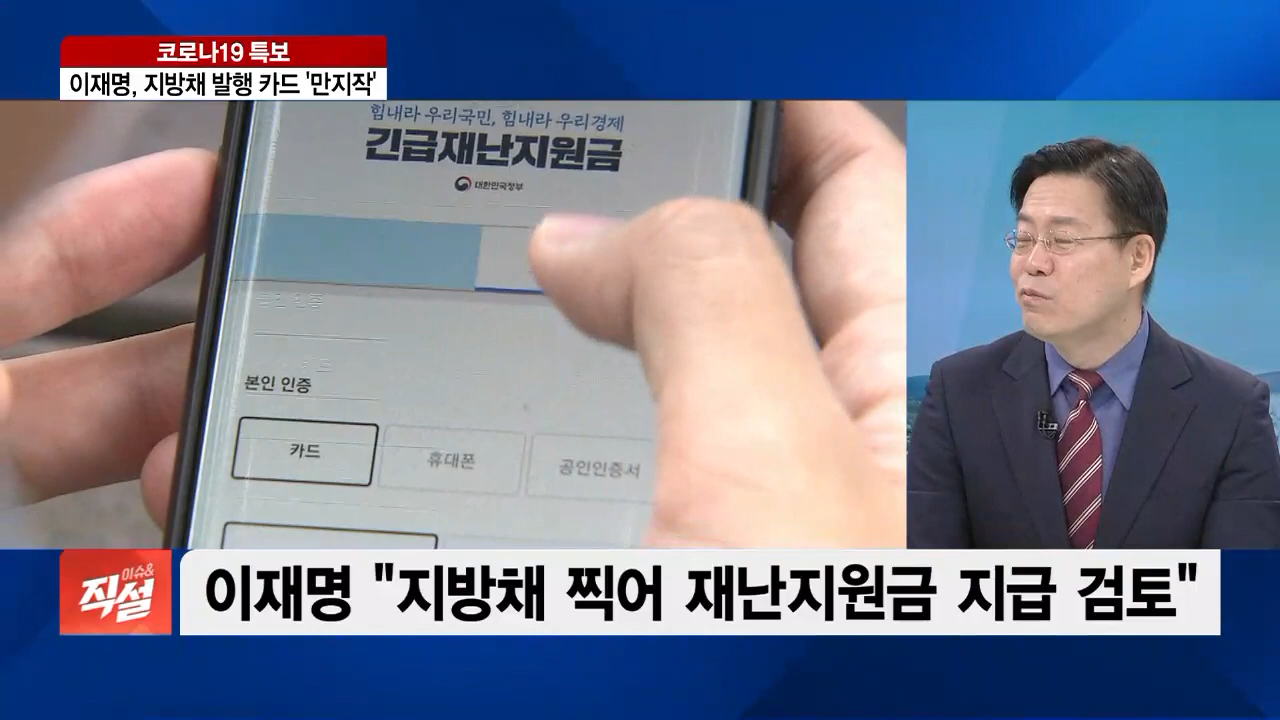 코로나19 특보
이재명, 지방채 발행 카드 '만지작'
힘내라 우리국민, 힘내라 우리경제
긴급재난지원금
대한민국정부
본인 인증
카드
휴대폰
공인인증서
이슈&
직설
이재명 "지방채 찍어 재난지원금 지급 검토"